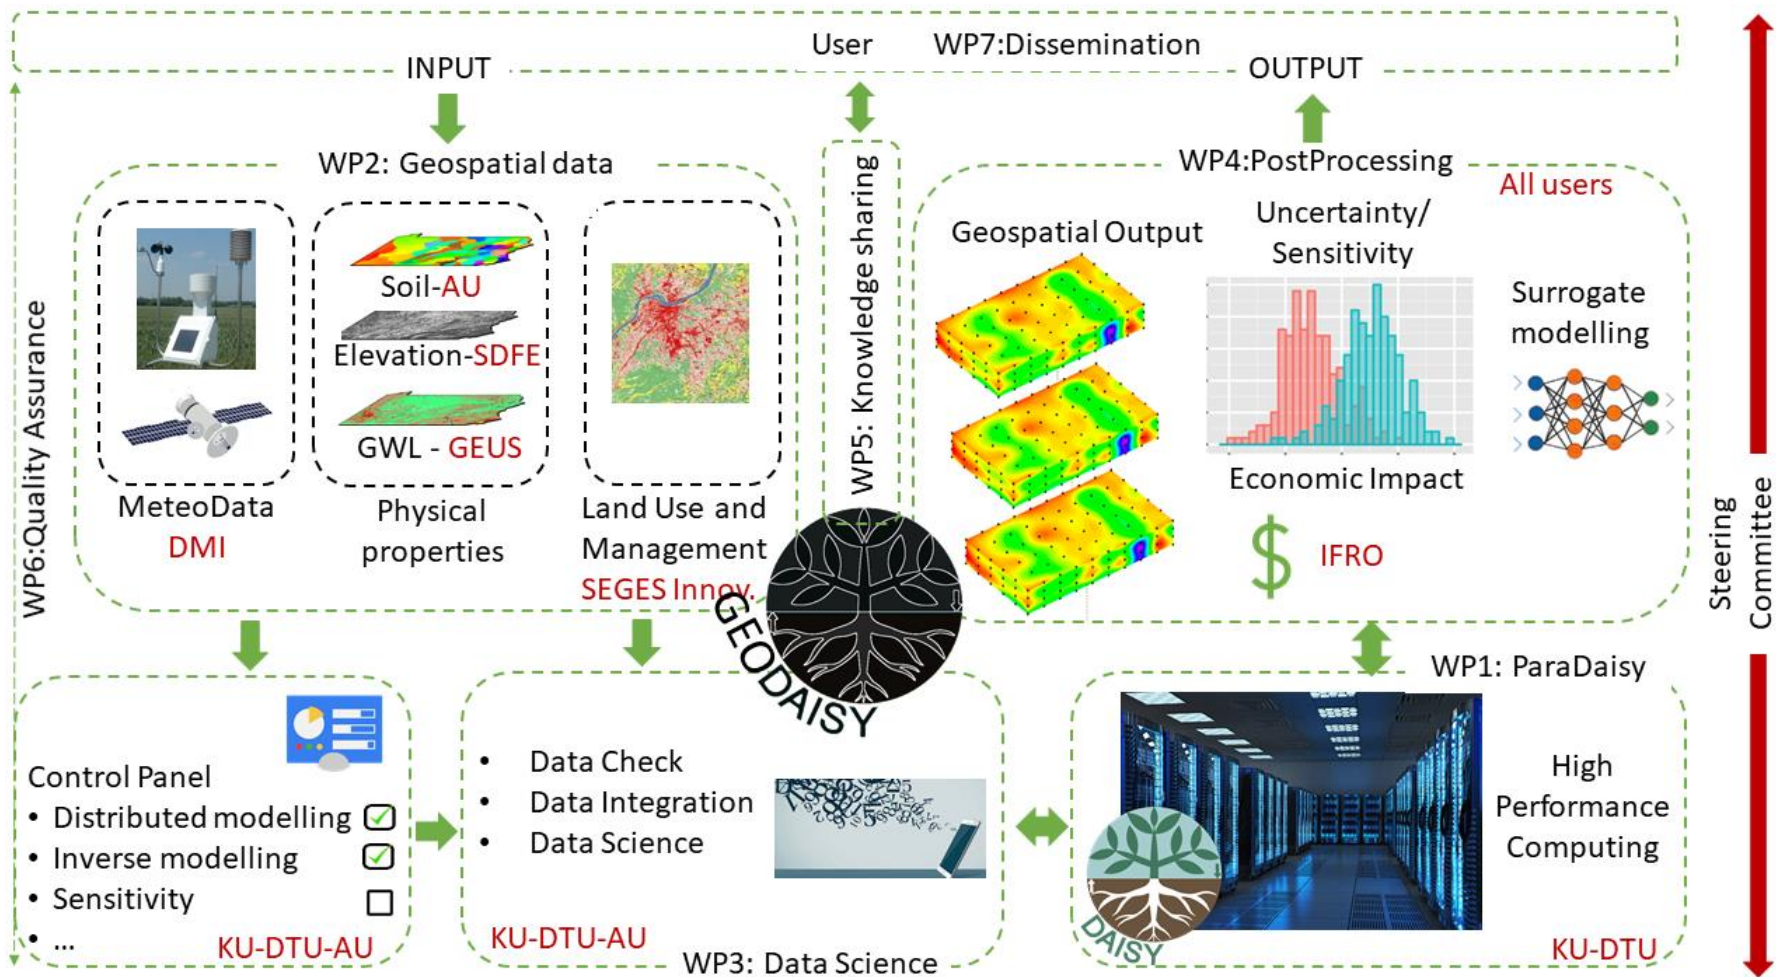 User WP7:Dissemination
INPUT
OUTPUT
WP2: Geospatial data
MeteoData
DMI
Soil-AU
Elevation-SDFE
GWL - GEUS
Physical
properties
Land Use and
Management
SEGES Innov.
WP5: Knowledge sharing
WP4:PostProcessing
All users
Geospatial Output
Uncertainty/
Sensitivity
Surrogate
modelling
Economic Impact
$ IFRO
WP6:Quality Assurance
Steering
Committee
GEODAISY
Control Panel
• Distributed modelling
• Inverse modelling
• Sensitivity
• ...
KU-DTU-AU
• Data Check
• Data Integration
• Data Science
KU-DTU-AU
WP3: Data Science
WP1: ParaDaisy
High
Performance
Computing
DAISY
KU-DTU